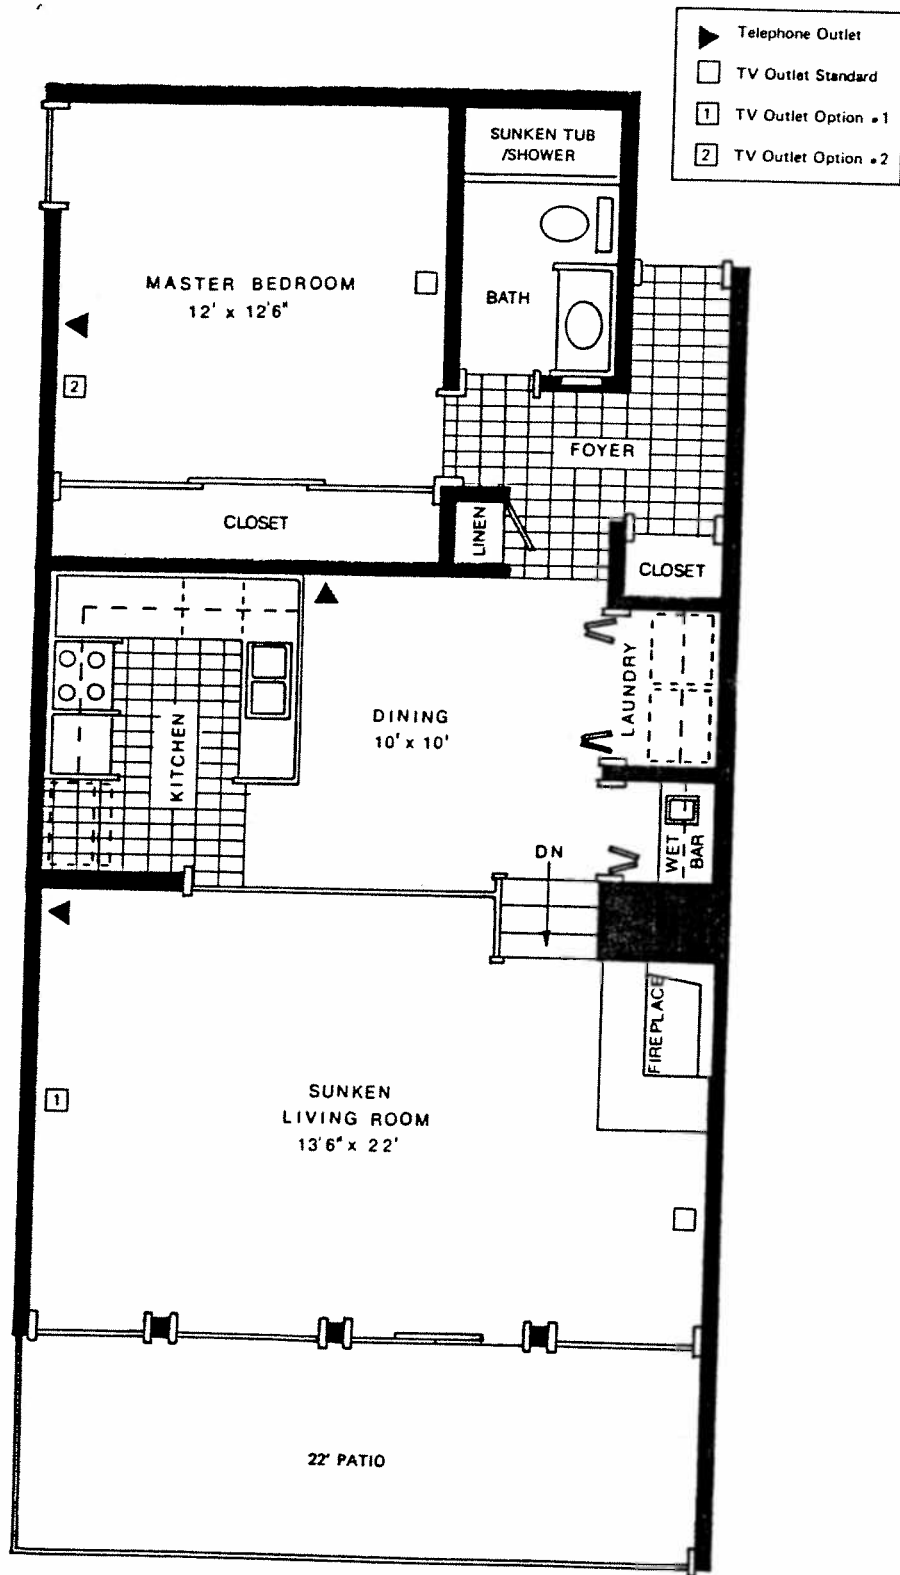 Telephone Outlet
TV Outlet Standard
1 TV Outlet Option •1
2 TV Outlet Option •2
SUNKEN TUB
/SHOWER
MASTER BEDROOM
12' x 12'6"
BATH
2
FOYER
CLOSET
LINEN
CLOSET
LAUNDRY
KITCHEN
DINING
10' x 10'
WET
BAR
DN
FIREPLACE
1
SUNKEN
LIVING ROOM
13'6" x 22'
22' PATIO